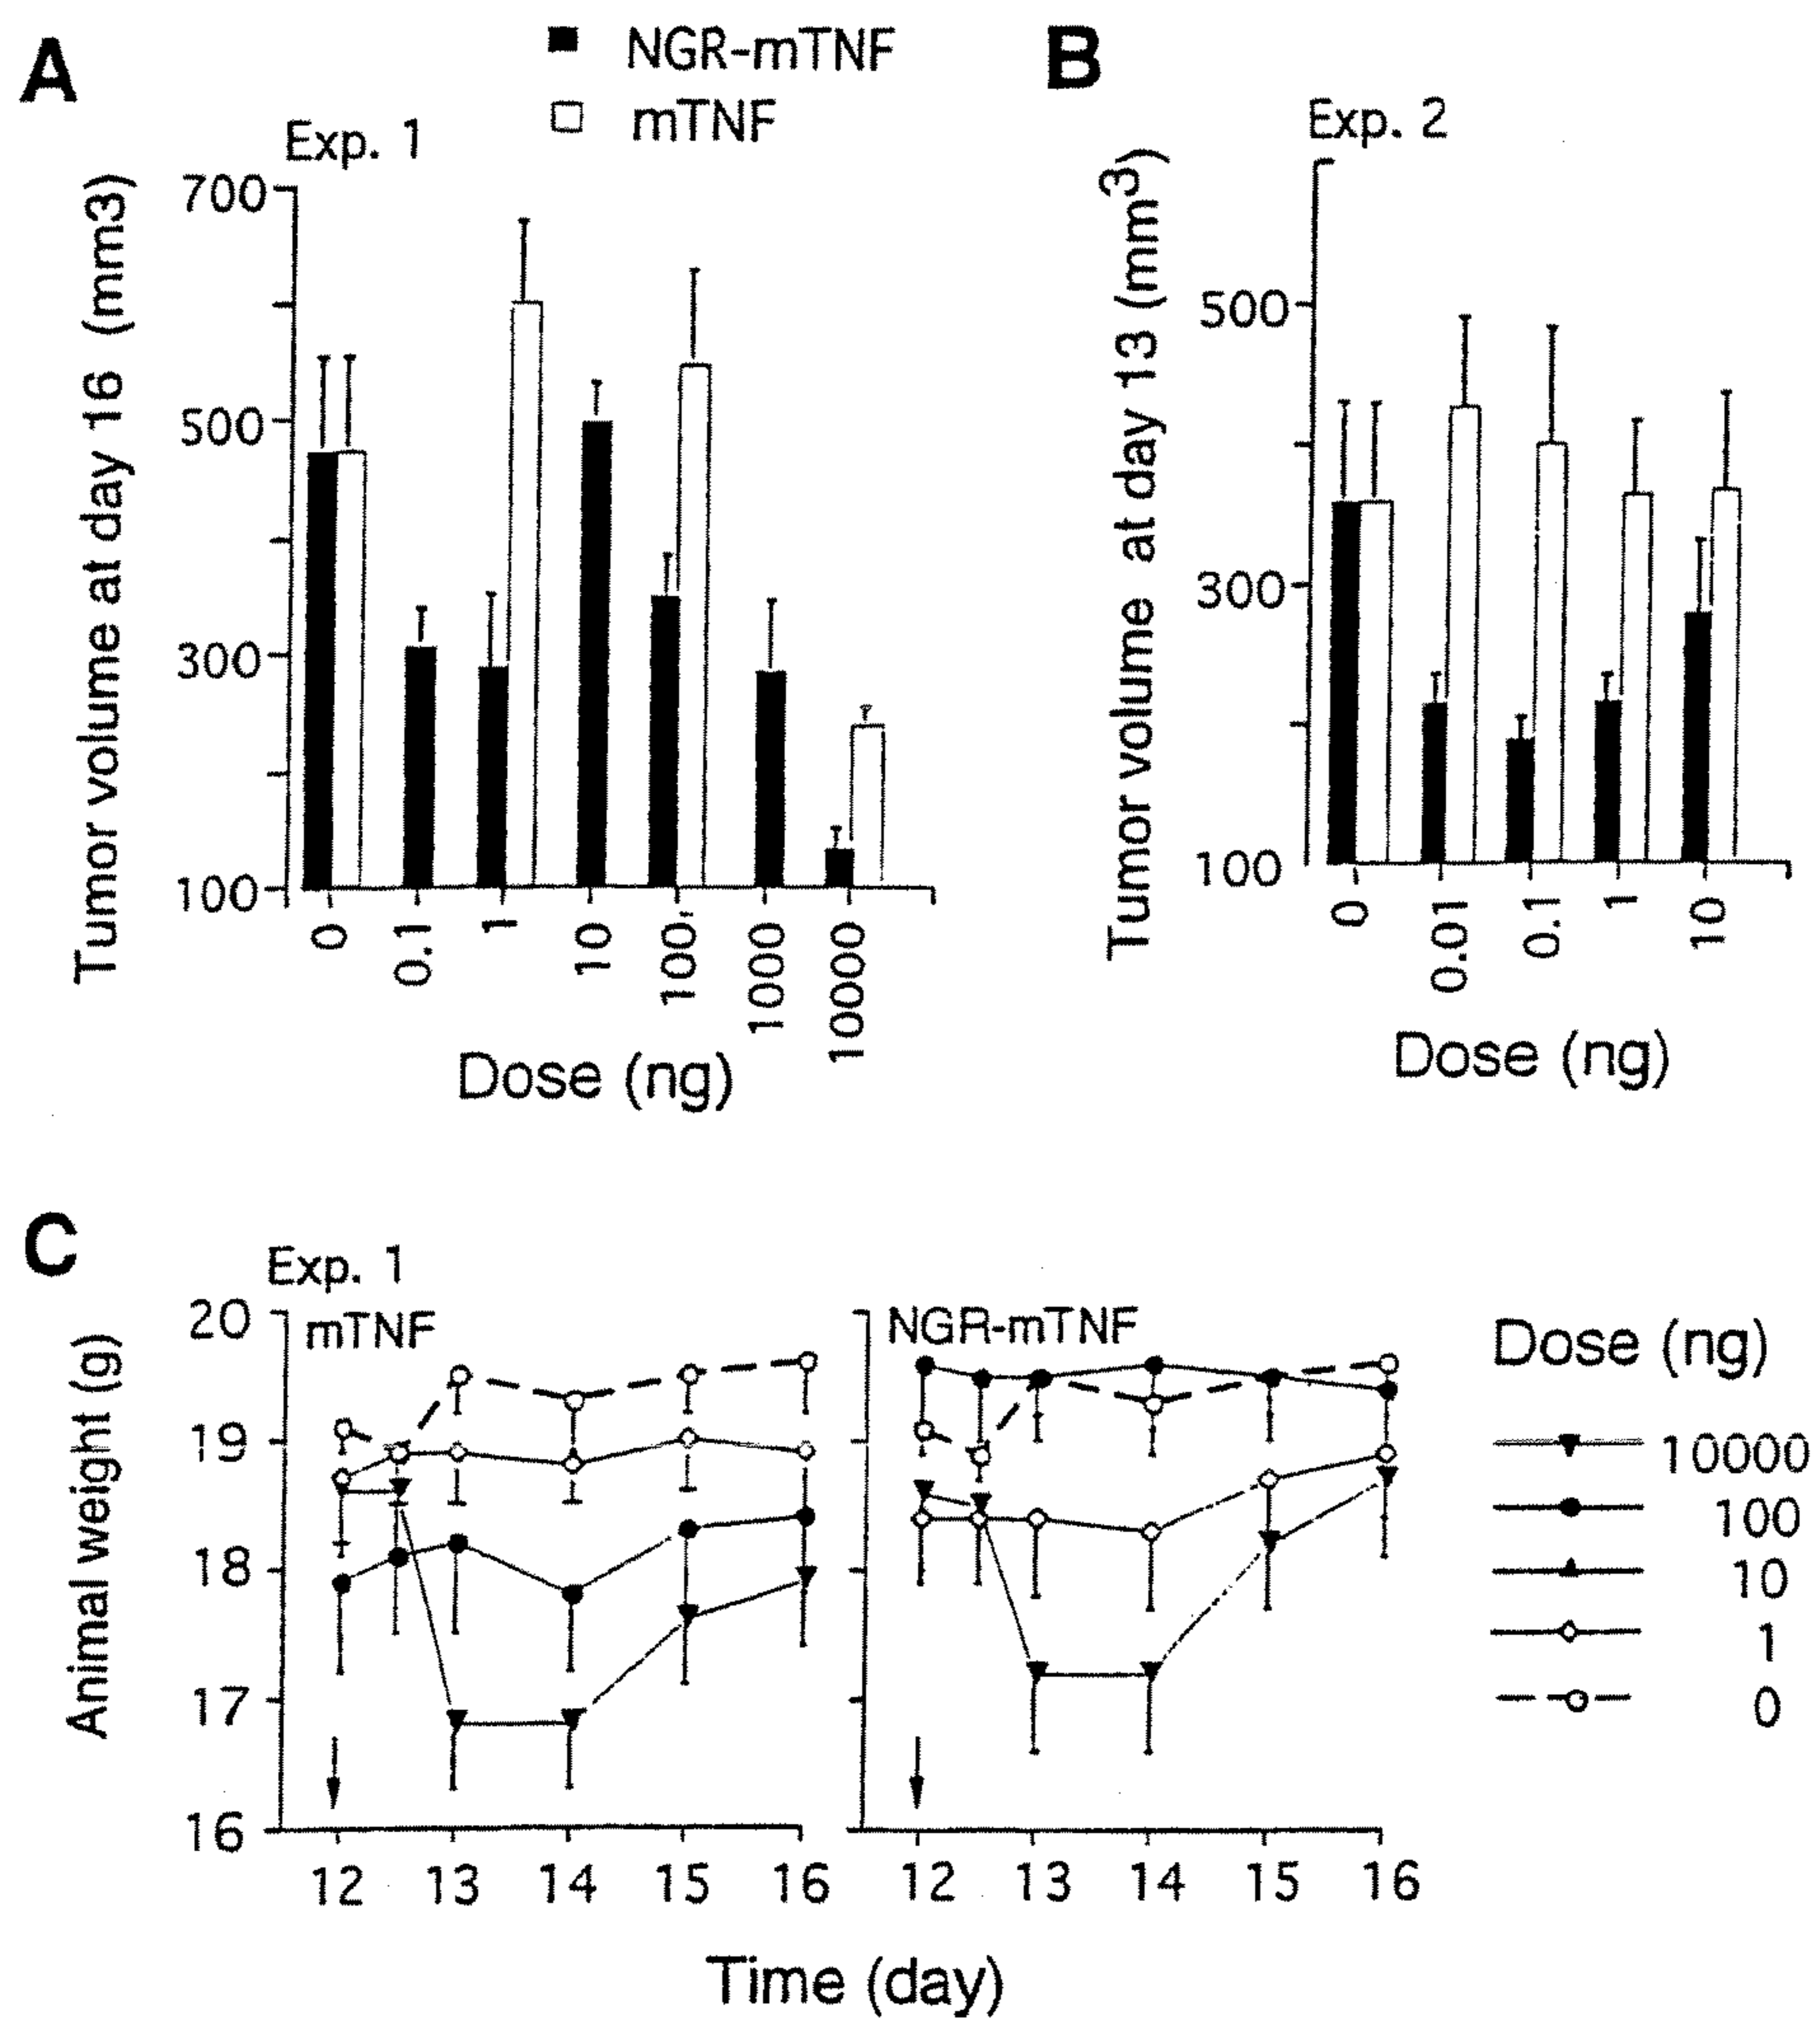 A
NGR-mTNF
mTNF
Exp. 1
Tumor volume at day 16 (mm3)
700
500
300
100
0
0.1
1
10
100
1000
10000
Dose (ng)
B
Exp. 2
Tumor volume at day 13 (mm3)
500
300
100
0
0.01
0.1
1
10
Dose (ng)
C
Exp. 1
mTNF
NGR-mTNF
Animal weight (g)
20
19
18
17
16
12 13 14 15 16
12 13 14 15 16
Time (day)
Dose (ng)
10000
100
10
1
0